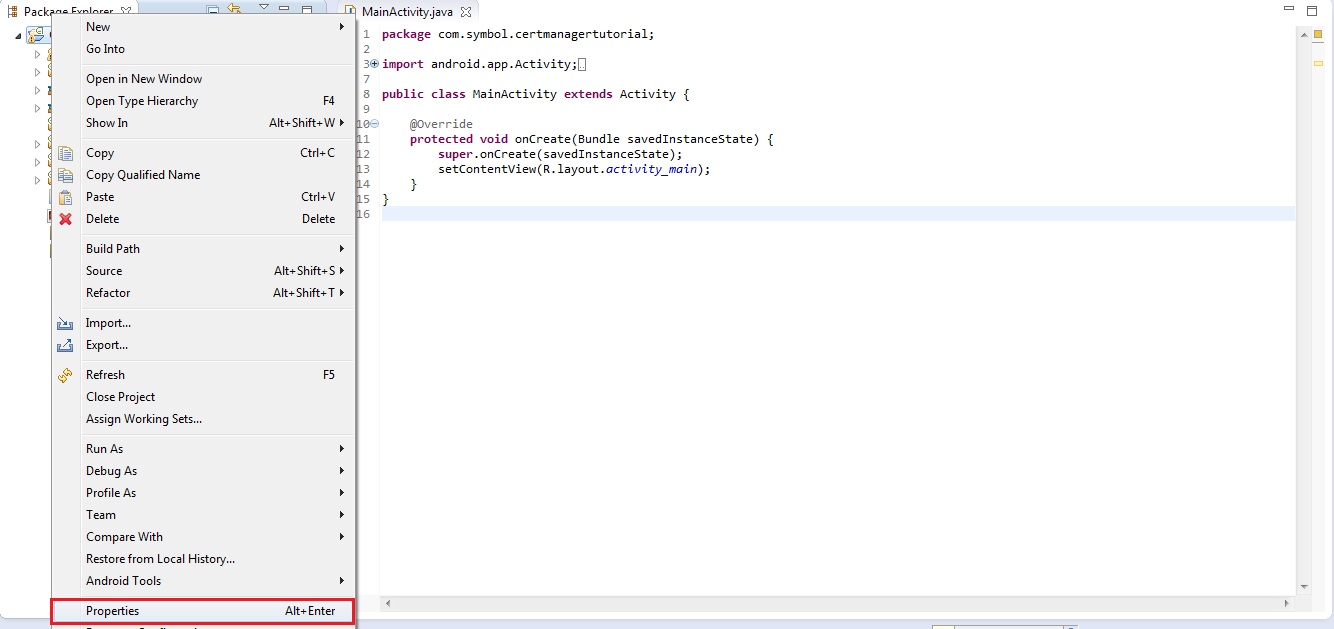 Package Explorer
New
Go Into
Open in New Window
Open Type Hierarchy F4
Show In Alt+Shift+W
Copy Ctrl+C
Copy Qualified Name
Paste Ctrl+V
Delete Delete
Build Path
Source Alt+Shift+S
Refactor Alt+Shift+T
Import...
Export...
Refresh F5
Close Project
Assign Working Sets...
Run As
Debug As
Profile As
Team
Compare With
Restore from Local History...
Android Tools
Properties Alt+Enter
MainActivity.java
1 package com.symbol.certmanagertutorial;
2
3 import android.app.Activity;
7
8 public class MainActivity extends Activity {
9
10 @Override
11 protected void onCreate(Bundle savedInstanceState) {
12 super.onCreate(savedInstanceState);
13 setContentView(R.layout.activity_main);
14 }
15 }
16